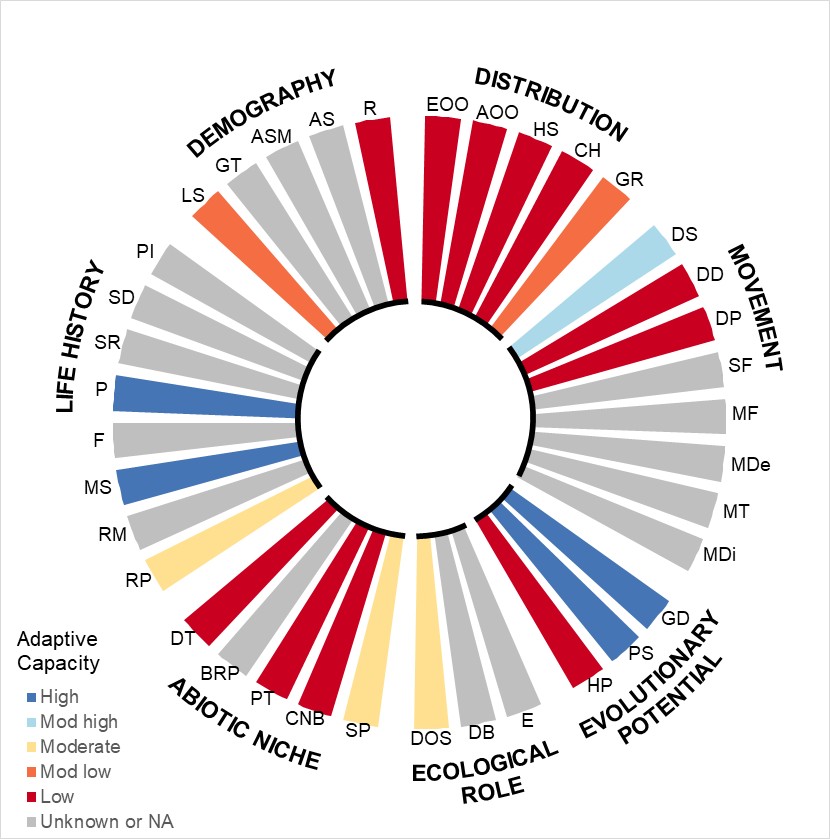 DEMOGRAPHY
DISTRIBUTION
MOVEMENT
EVOLUTIONARY
POTENTIAL
ECOLOGICAL
ROLE
ABIOTIC NICHE
LIFE HISTORY
EOO
AOO
HS
CH
GR
DS
DD
DP
SF
MF
MDe
MT
MDi
GD
PS
HP
E
DB
DOS
SP
CNB
PT
BRP
DT
RP
RM
MS
F
P
SR
SD
PI
LS
GT
ASM
AS
R
Adaptive
Capacity
High
Mod high
Moderate
Mod low
Low
Unknown or NA